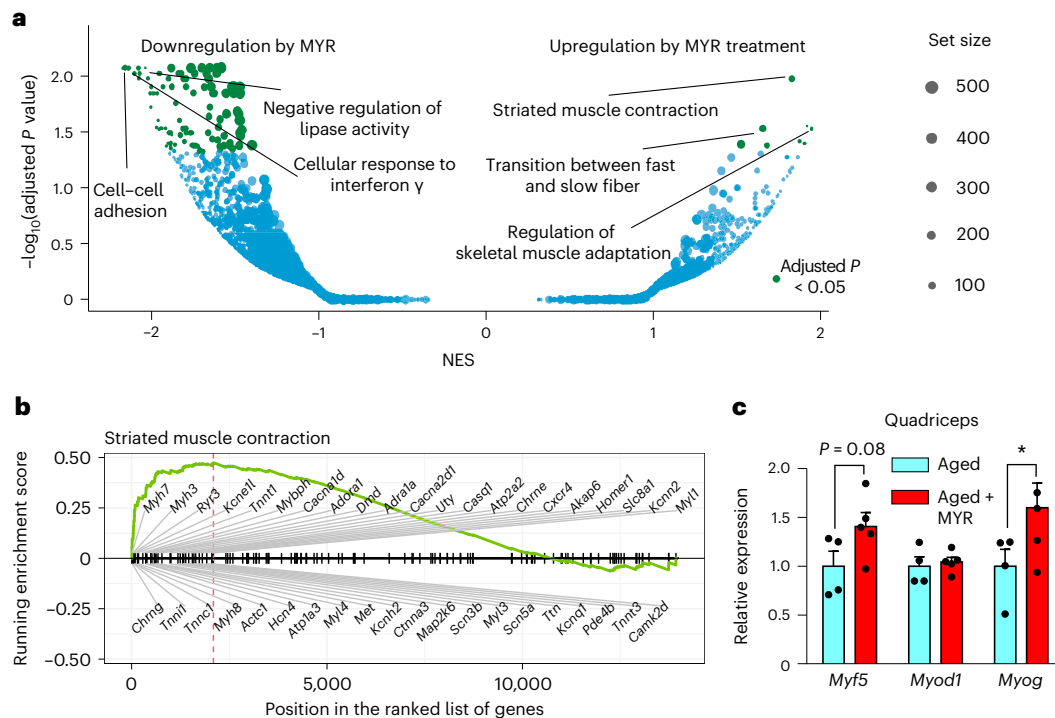 a
Downregulation by MYR
Upregulation by MYR treatment
Set size
500
400
300
200
100
–log10(adjusted P value)
2.0
1.5
1.0
0.5
0
Negative regulation of
lipase activity
Cellular response to
interferon γ
Cell–cell
adhesion
Striated muscle contraction
Transition between fast
and slow fiber
Regulation of
skeletal muscle adaptation
Adjusted P
< 0.05
–2
–1
0
1
2
NES
b
Striated muscle contraction
Running enrichment score
0.50
0.25
0
–0.25
–0.50
Myh7
Myh3
Ryr3
Kcne1l
Tnnt1
Mybph
Cacna1d
Adora1
Dmd
Adra1a
Cacna2d1
Uty
Casq1
Atp2a2
Chrne
Cxcr4
Akap6
Homer1
Slc8a1
Kcnn2
Myl1
Chrng
Tnni1
Tnnc1
Myh8
Actc1
Hcn4
Atp1a3
Myl4
Met
Kcnh2
Ctnna3
Map2k6
Scn3b
Myl3
Scn5a
Ttn
Kcnq1
Pde4b
Tnnt3
Camk2d
0
5,000
10,000
Position in the ranked list of genes
c
Quadriceps
P = 0.08
*
Aged
Aged +
MYR
Relative expression
2.0
1.5
1.0
0.5
0
Myf5
Myod1
Myog